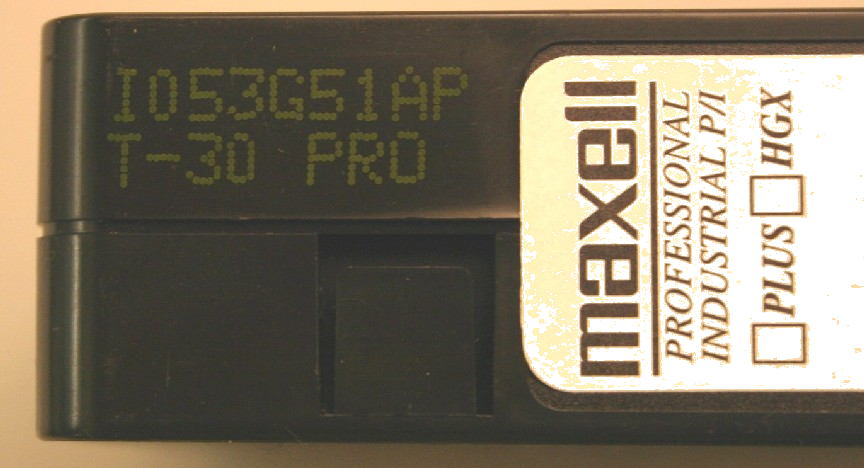 I053G51AP
T-30 PRO
maxell
PROFESSIONAL
INDUSTRIAL P/I
PLUS HGX